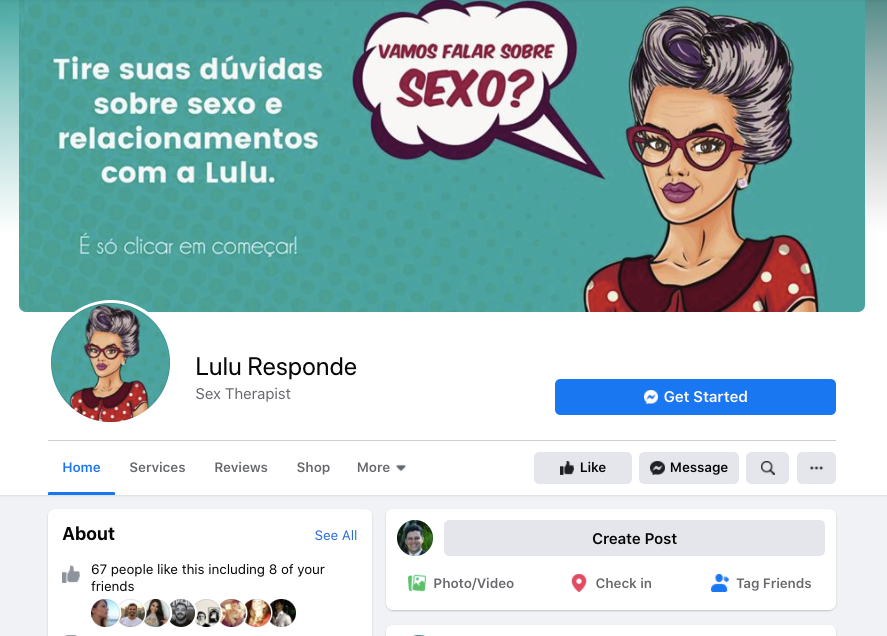 Tire suas dúvidas
sobre sexo e
relacionamentos
com a Lulu.
É só clicar em começar!
VAMOS FALAR SOBRE
SEXO?
Lulu Responde
Sex Therapist
Get Started
Home
Services
Reviews
Shop
More
Like
Message
About
See All
67 people like this including 8 of your
friends
Create Post
Photo/Video
Check in
Tag Friends